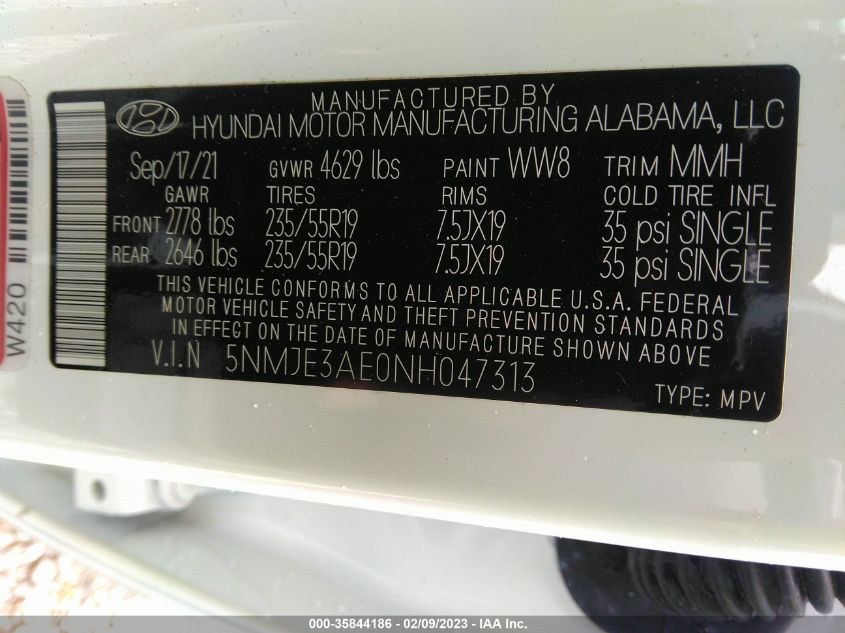 MANUFACTURED BY
HYUNDAI MOTOR MANUFACTURING ALABAMA, LLC
Sep/17/21 GVWR 4629 lbs PAINT WW8 TRIM MMH
GAWR TIRES RIMS COLD TIRE INFL
FRONT 2778 lbs 235/55R19 7.5JX19 35 psi SINGLE
REAR 2646 lbs 235/55R19 7.5JX19 35 psi SINGLE
THIS VEHICLE CONFORMS TO ALL APPLICABLE U.S.A. FEDERAL
MOTOR VEHICLE SAFETY AND THEFT PREVENTION STANDARDS
IN EFFECT ON THE DATE OF MANUFACTURE SHOWN ABOVE
V.I.N 5NMJE3AE0NH047313
TYPE: MPV
W420
000-35844186 - 02/09/2023 - IAA Inc.